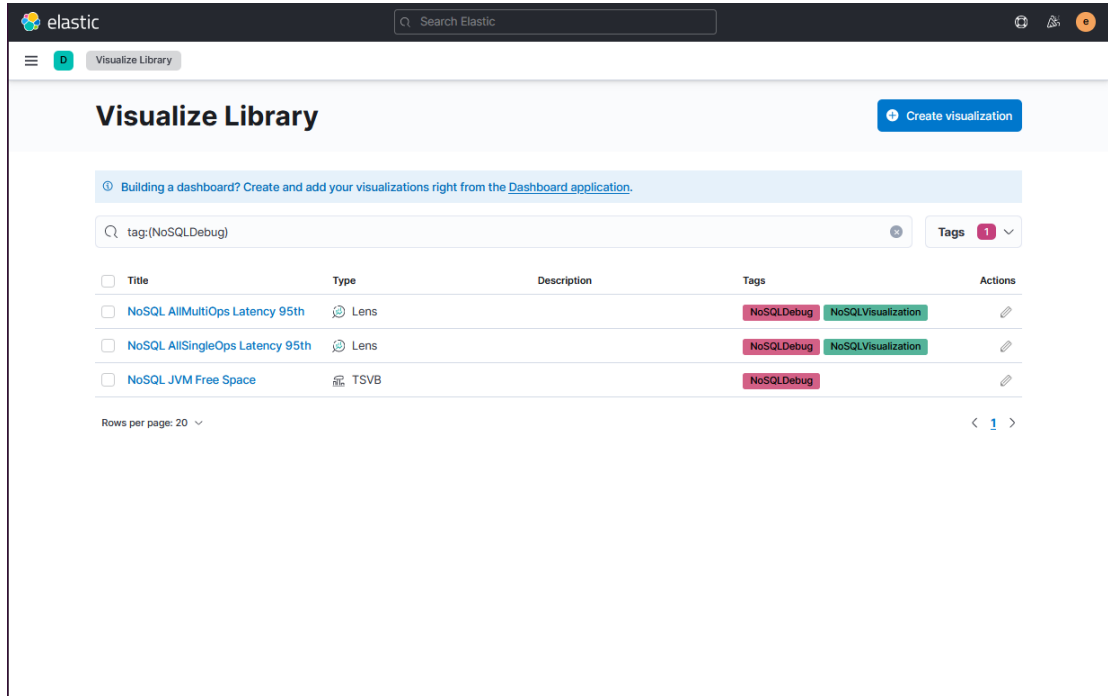 elastic
Search Elastic
e
D
Visualize Library
Visualize Library
Create visualization
Building a dashboard? Create and add your visualizations right from the Dashboard application.
tag:(NoSQLDebug)
Tags 1
Title Type Description Tags Actions
NoSQL AllMultiOps Latency 95th Lens NoSQLDebug NoSQLVisualization
NoSQL AllSingleOps Latency 95th Lens NoSQLDebug NoSQLVisualization
NoSQL JVM Free Space TSVB NoSQLDebug
Rows per page: 20
1